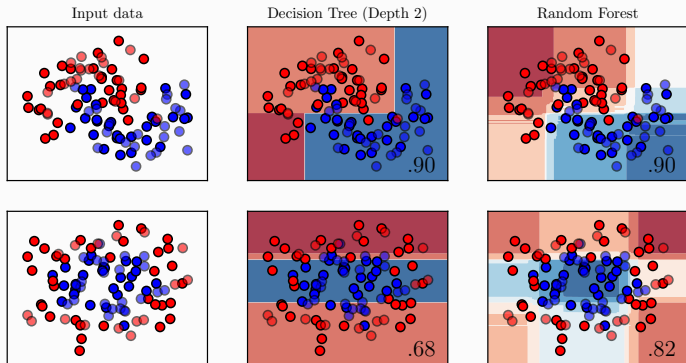 Input data
Decision Tree (Depth 2)
Random Forest
.90
.90
.68
.82